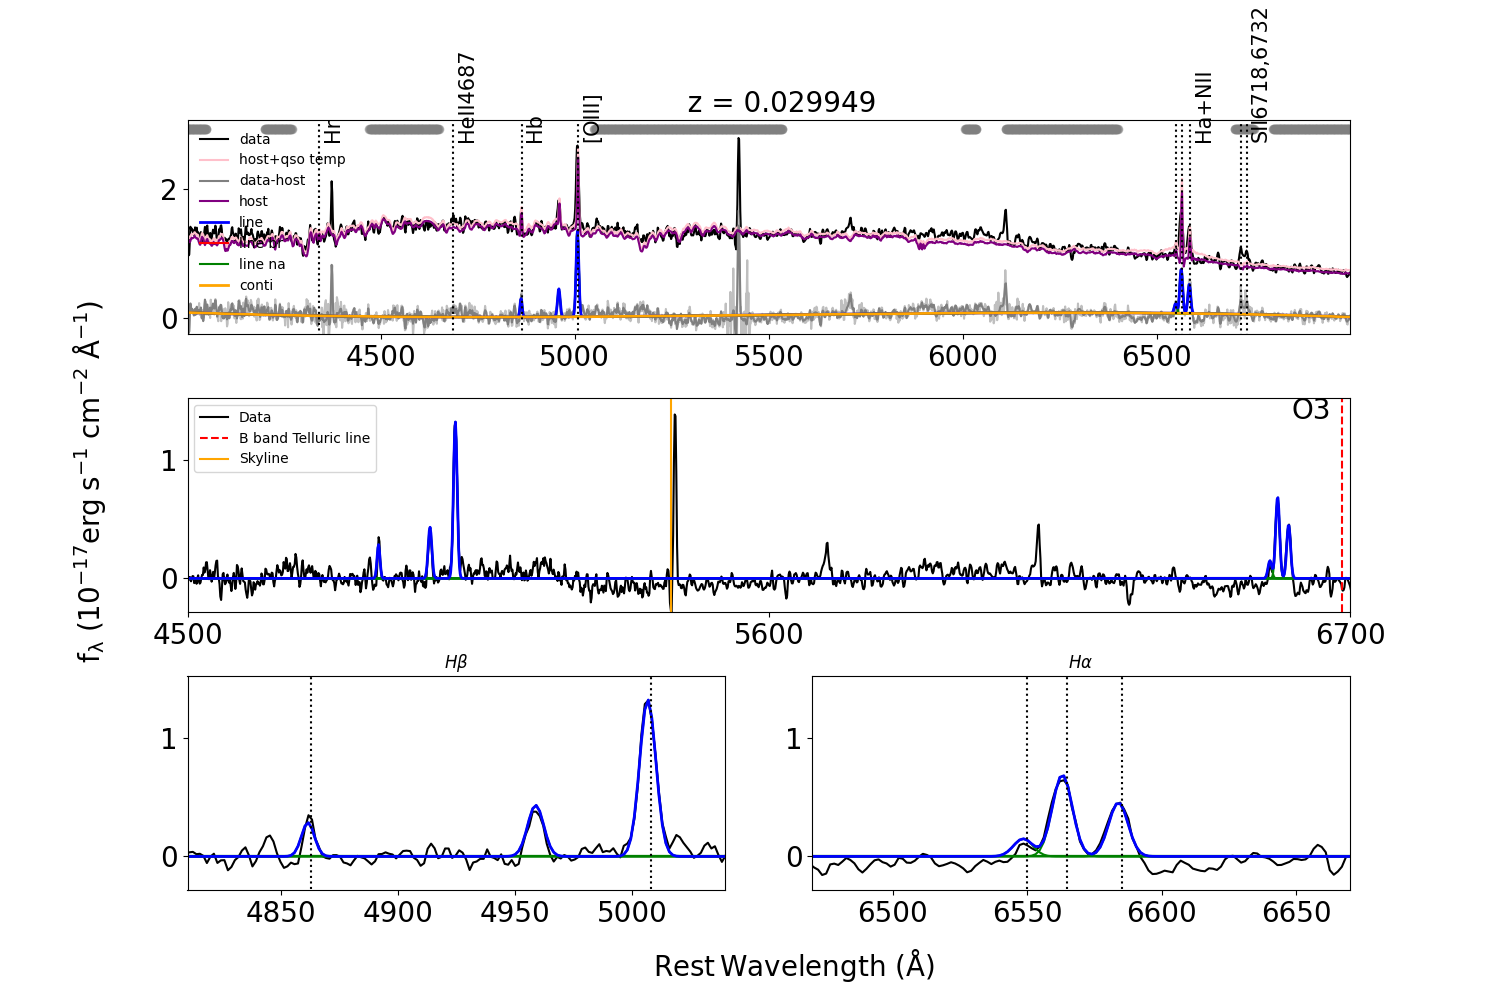 z = 0.029949
Hr
HeII4687
Hb
[OIII]
Ha+NII
SII6718,6732
data
host+qso temp
data-host
host
line
line na
conti
2
0
4500
5000
5500
6000
6500
O3
Data
B band Telluric line
Skyline
1
0
4500
5600
6700
fλ (10⁻¹⁷erg s⁻¹ cm⁻² Å⁻¹)
Hβ
1
0
4850
4900
4950
5000
Hα
1
0
6500
6550
6600
6650
Rest Wavelength (Å)